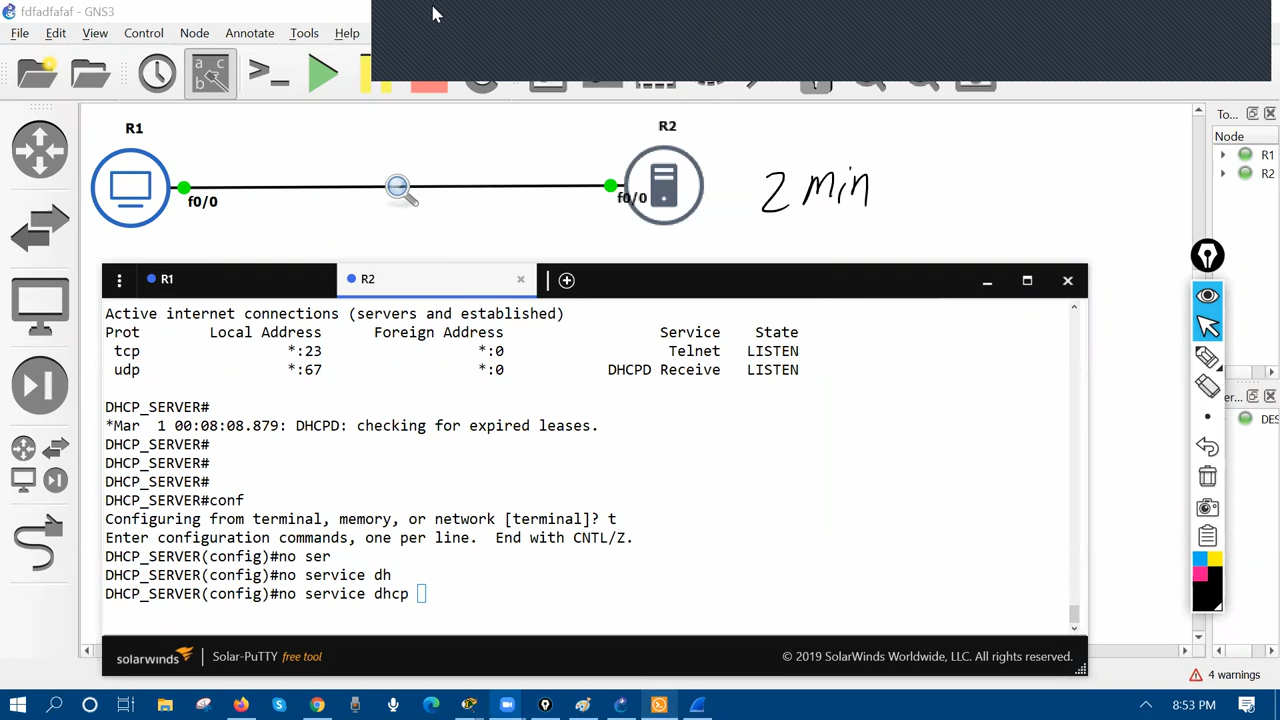 fdfadfafaf - GNS3
File Edit View Control Node Annotate Tools Help
R1
R2
f0/0
f0/0
2 min
To...
Node
R1
R2
R1
R2
Active internet connections (servers and established)
Prot Local Address Foreign Address Service State
tcp *:23 *:0 Telnet LISTEN
udp *:67 *:0 DHCPD Receive LISTEN
DHCP_SERVER#
*Mar 1 00:08:08.879: DHCPD: checking for expired leases.
DHCP_SERVER#
DHCP_SERVER#
DHCP_SERVER#
DHCP_SERVER#conf
Configuring from terminal, memory, or network [terminal]? t
Enter configuration commands, one per line. End with CNTL/Z.
DHCP_SERVER(config)#no ser
DHCP_SERVER(config)#no service dh
DHCP_SERVER(config)#no service dhcp
er...
DES
solarwinds Solar-PuTTY free tool
© 2019 SolarWinds Worldwide, LLC. All rights reserved.
4 warnings
8:53 PM